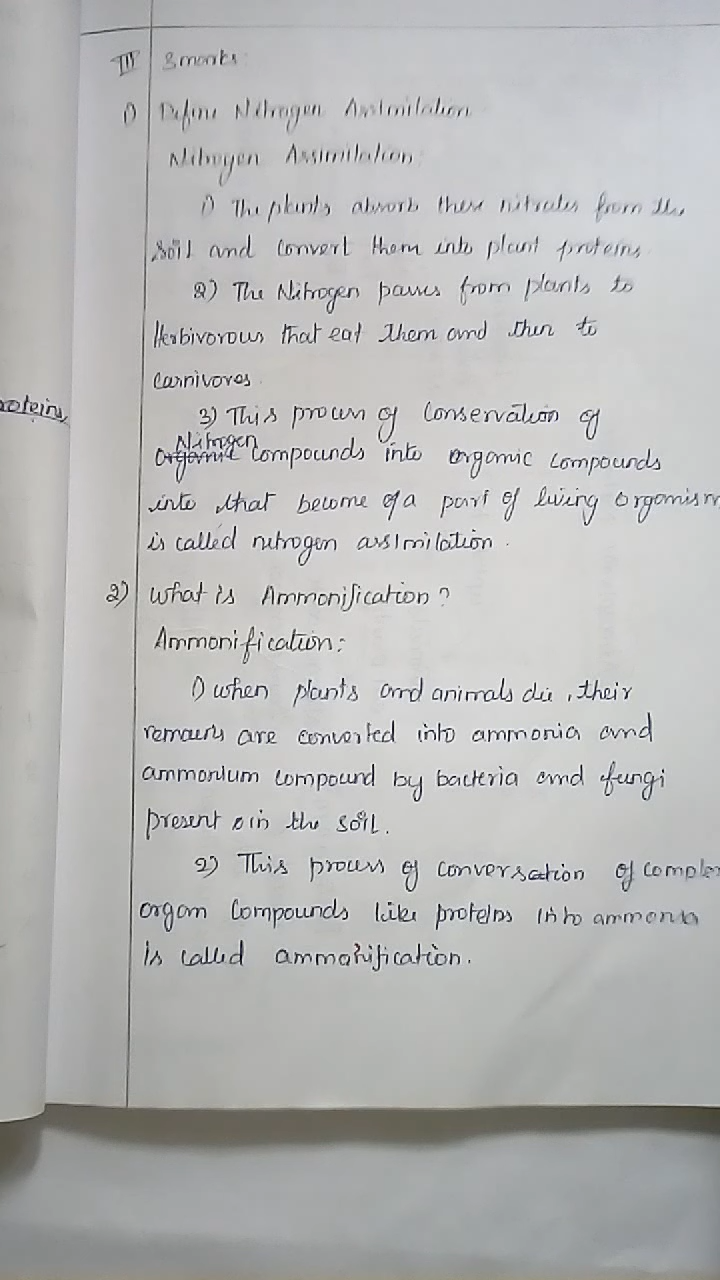 III 3 marks:
1) Define Nitrogen Assimilation
Nitrogen Assimilation:
1) The plants absorb these nitrates from the
soil and convert them into plant proteins
2) The Nitrogen passes from plants to
Herbivorous that eat them and then to
Carnivores.
roteins
3) This process of Conservation of
Nitrogen
Organic Compounds into organic compounds
into that become of a part of living organism
is called nitrogen assimilation.
2) What is Ammonification?
Ammonification:
1) when plants and animals die, their
remains are converted into ammonia and
ammonium compound by bacteria and fungi
present in the soil.
2) This process of conversation of comple
organ Compounds like proteins into ammonia
is called ammonification.